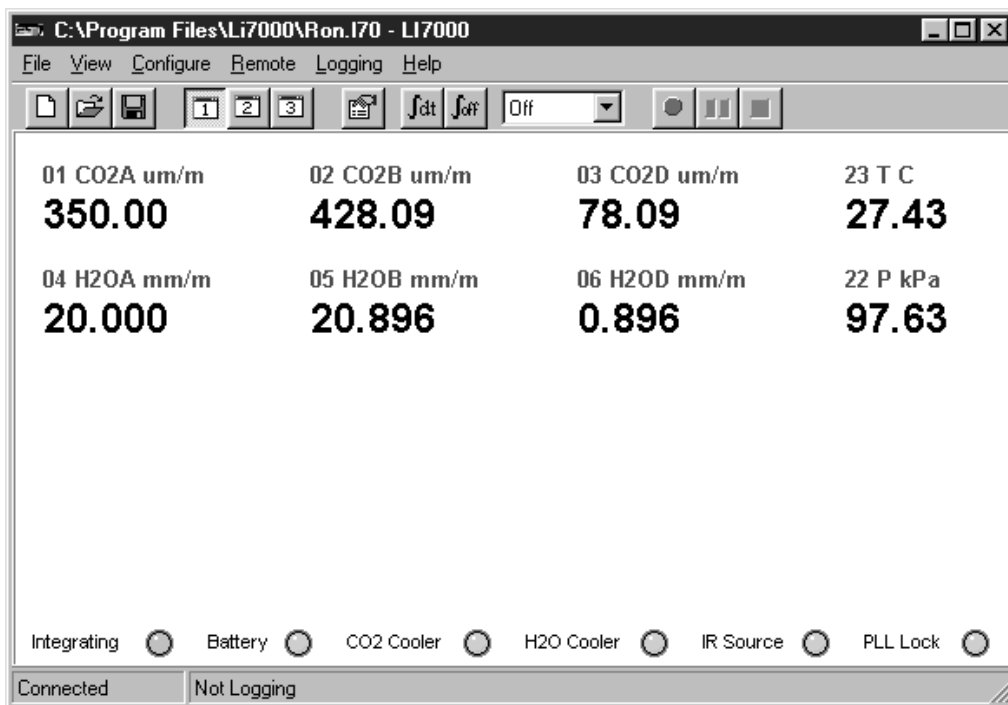 C:\Program Files\Li7000\Ron.I70 - LI7000
File View Configure Remote Logging Help
1 2 3 ∫dt ∫off Off
01 CO2A um/m 02 CO2B um/m 03 CO2D um/m 23 T C
350.00 428.09 78.09 27.43
04 H2OA mm/m 05 H2OB mm/m 06 H2OD mm/m 22 P kPa
20.000 20.896 0.896 97.63
Integrating Battery CO2 Cooler H2O Cooler IR Source PLL Lock
Connected Not Logging